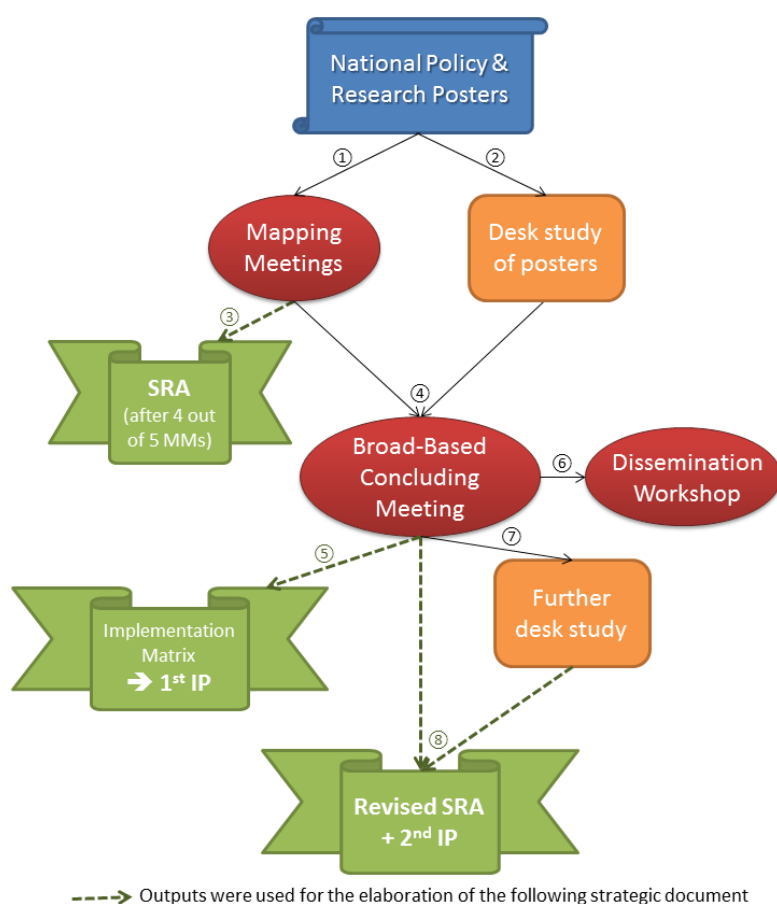 National Policy &
Research Posters
①
②
Mapping
Meetings
Desk study
of posters
③
SRA
(after 4 out
of 5 MMs)
④
Broad-Based
Concluding
Meeting
⑥
Dissemination
Workshop
⑤
⑦
Implementation
Matrix
➔ 1st IP
Further
desk study
⑧
Revised SRA
+ 2nd IP
Outputs were used for the elaboration of the following strategic document